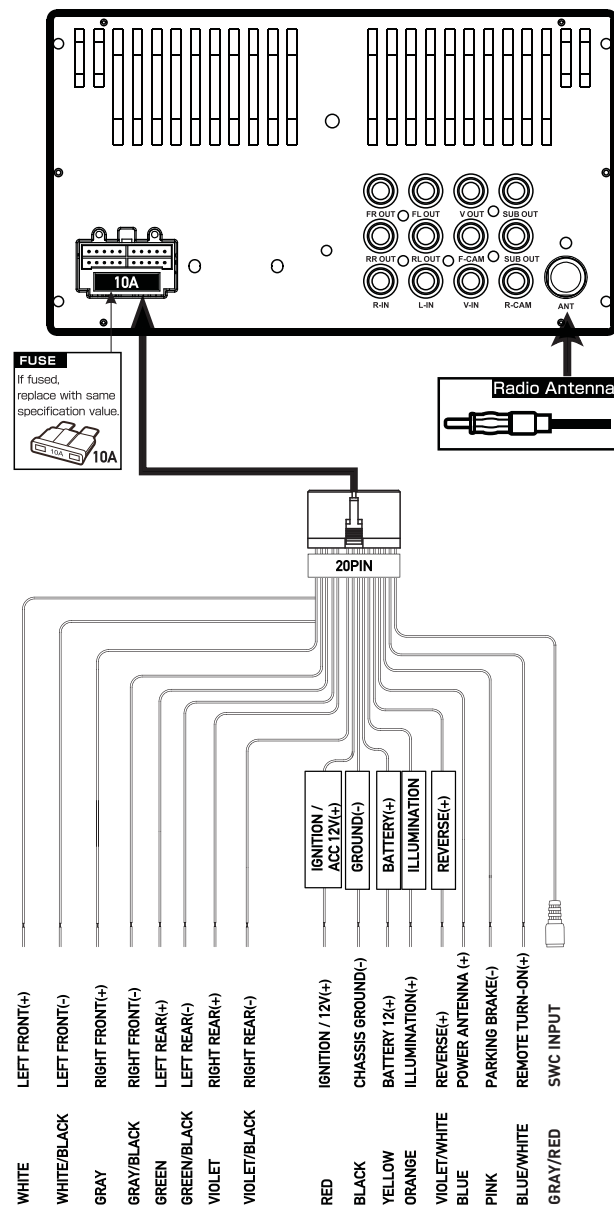 FR OUT FL OUT V OUT SUB OUT
RR OUT RL OUT F-CAM SUB OUT
R-IN L-IN V-IN R-CAM
ANT
10A
FUSE
If fused,
replace with same
specification value.
10A
10A
Radio Antenna
20PIN
IGNITION /
ACC 12V(+)
GROUND(-)
BATTERY(+)
ILLUMINATION
REVERSE(+)
LEFT FRONT(+)
LEFT FRONT(-)
RIGHT FRONT(+)
RIGHT FRONT(-)
LEFT REAR(+)
LEFT REAR(-)
RIGHT REAR(+)
RIGHT REAR(-)
IGNITION / 12V(+)
CHASSIS GROUND(-)
BATTERY 12(+)
ILLUMINATION(+)
REVERSE(+)
POWER ANTENNA (+)
PARKING BRAKE(-)
REMOTE TURN-ON(+)
SWC INPUT
WHITE
WHITE/BLACK
GRAY
GRAY/BLACK
GREEN
GREEN/BLACK
VIOLET
VIOLET/BLACK
RED
BLACK
YELLOW
ORANGE
VIOLET/WHITE
BLUE
PINK
BLUE/WHITE
GRAY/RED